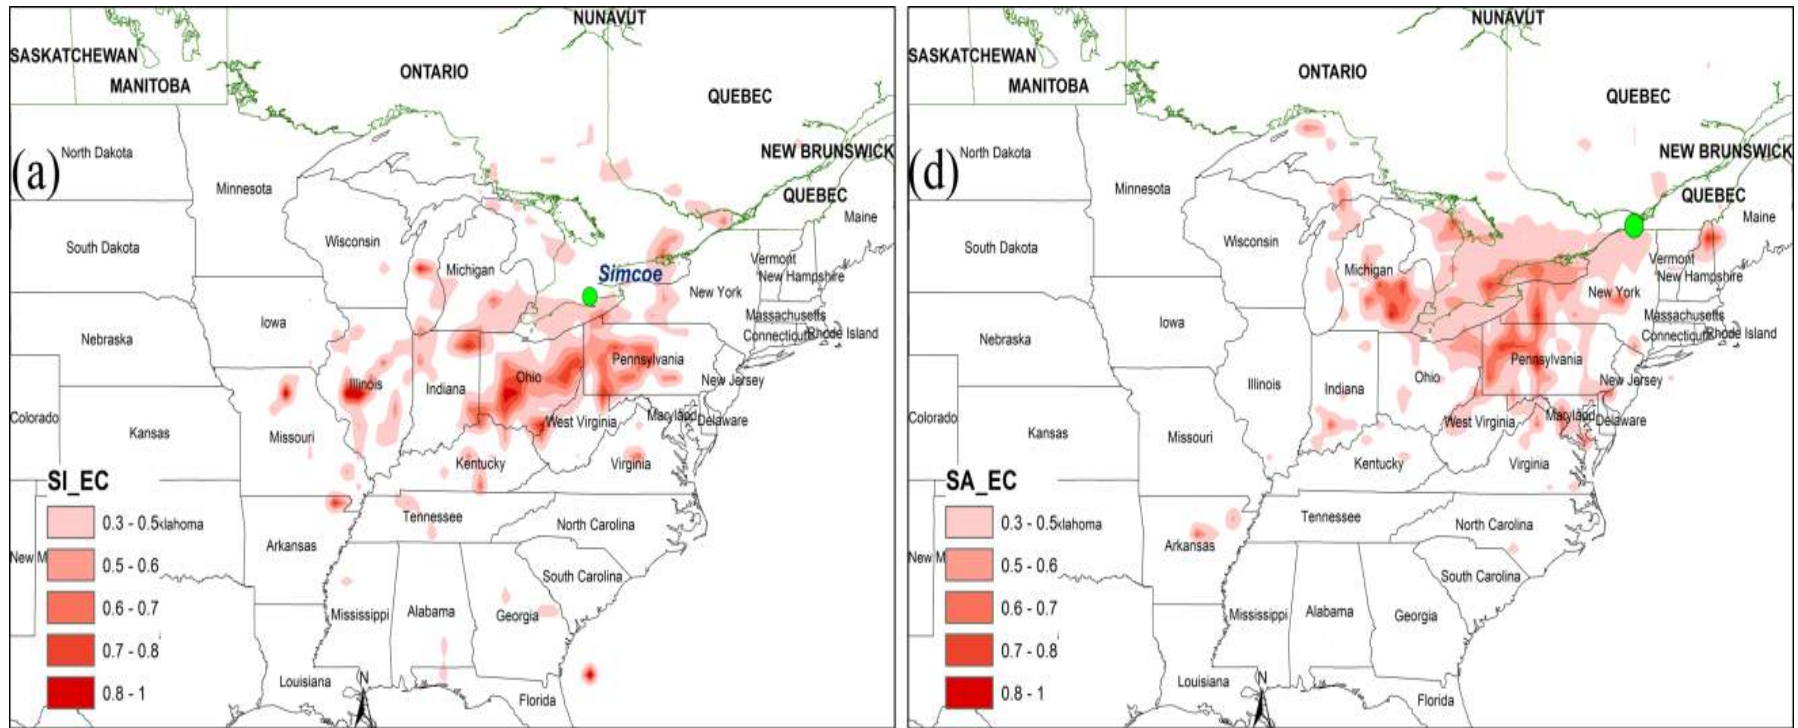 NUNAVUT
SASKATCHEWAN
MANITOBA
ONTARIO
QUEBEC
(a)
North Dakota
NEW BRUNSWICK
Minnesota
QUEBEC
Maine
South Dakota
Wisconsin
Michigan
Vermont
New Hampshire
Simcoe
New York
Massachusetts
Iowa
Connecticut
Rhode Island
Nebraska
Pennsylvania
Illinois
Indiana
Ohio
New Jersey
Colorado
Kansas
Missouri
West Virginia
Maryland
Delaware
Kentucky
Virginia
SI_EC
0.3 - 0.5
klahoma
Tennessee
North Carolina
New M
Arkansas
0.5 - 0.6
South Carolina
0.6 - 0.7
Mississippi
Alabama
Georgia
0.7 - 0.8
0.8 - 1
Louisiana
N
Florida
NUNAVUT
SASKATCHEWAN
MANITOBA
ONTARIO
QUEBEC
(d)
North Dakota
NEW BRUNSWICK
Minnesota
QUEBEC
Maine
South Dakota
Wisconsin
Michigan
Vermont
New Hampshire
New York
Massachusetts
Iowa
Connecticut
Rhode Island
Nebraska
Pennsylvania
Illinois
Indiana
Ohio
New Jersey
Colorado
Kansas
Missouri
West Virginia
Maryland
Delaware
Kentucky
Virginia
SA_EC
0.3 - 0.5
klahoma
Tennessee
North Carolina
New M
Arkansas
0.5 - 0.6
South Carolina
0.6 - 0.7
Mississippi
Alabama
Georgia
0.7 - 0.8
0.8 - 1
Louisiana
N
Florida